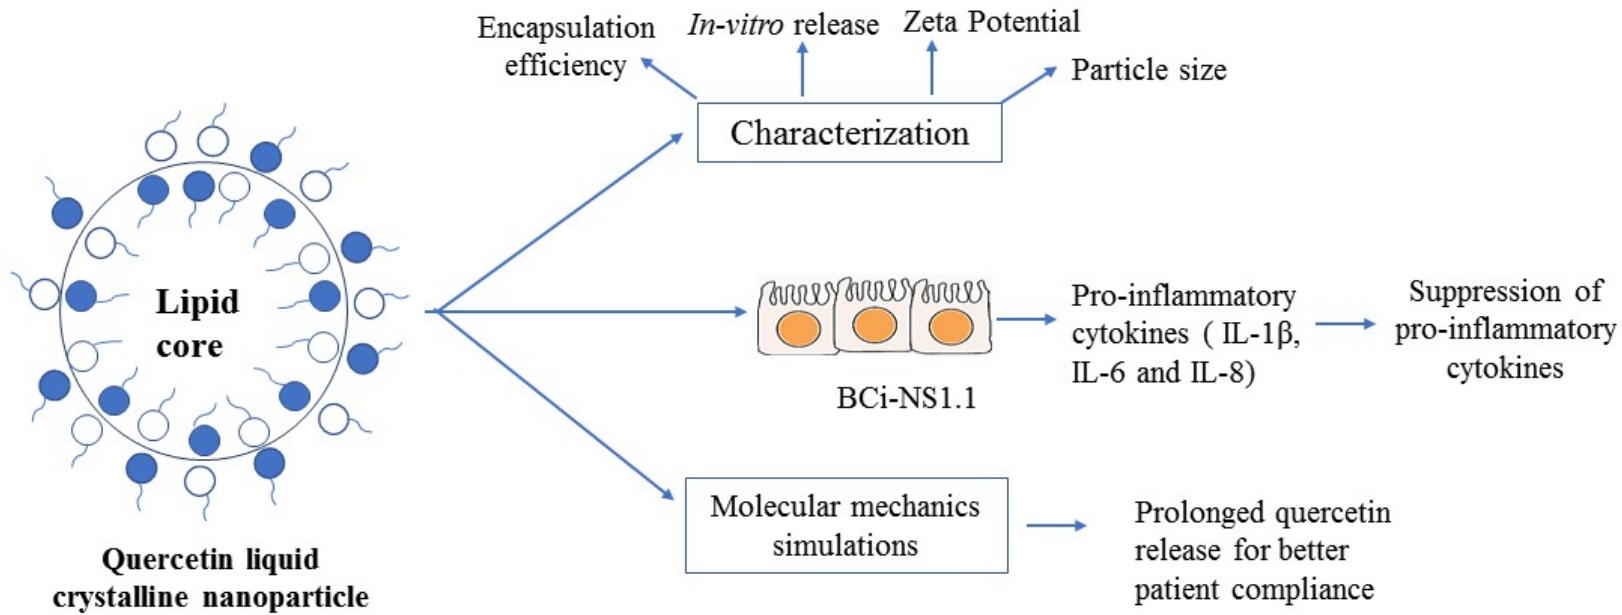 Encapsulation
efficiency
In-vitro release
Zeta Potential
Particle size
Characterization
Lipid
core
Quercetin liquid
crystalline nanoparticle
BCi-NS1.1
Pro-inflammatory
cytokines ( IL-1β,
IL-6 and IL-8)
Suppression of
pro-inflammatory
cytokines
Molecular mechanics
simulations
Prolonged quercetin
release for better
patient compliance